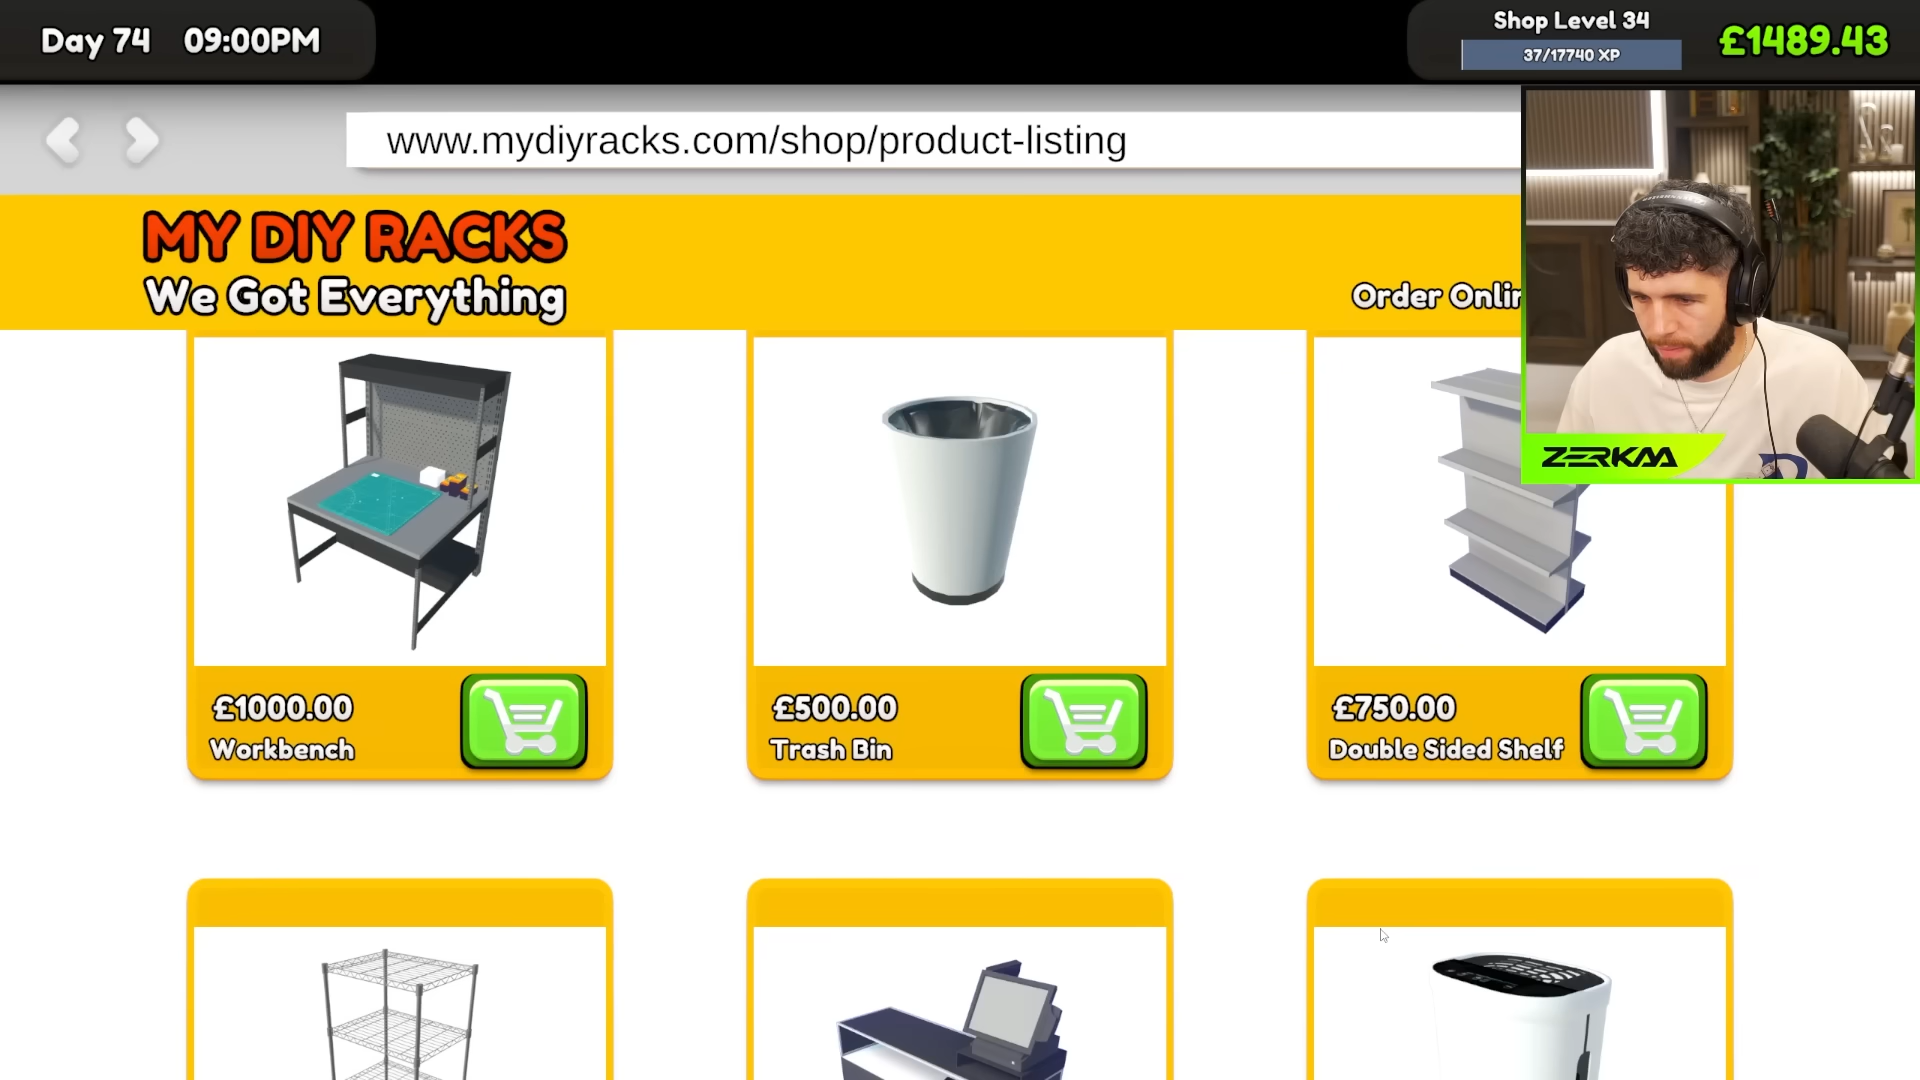 Day 74 09:00PM
Shop Level 34
37/17740 XP
£1489.43
www.mydiyracks.com/shop/product-listing
MY DIY RACKS
We Got Everything
Order
ZERKAA
£1000.00
Workbench
£500.00
Trash Bin
£750.00
Double Sided Shelf